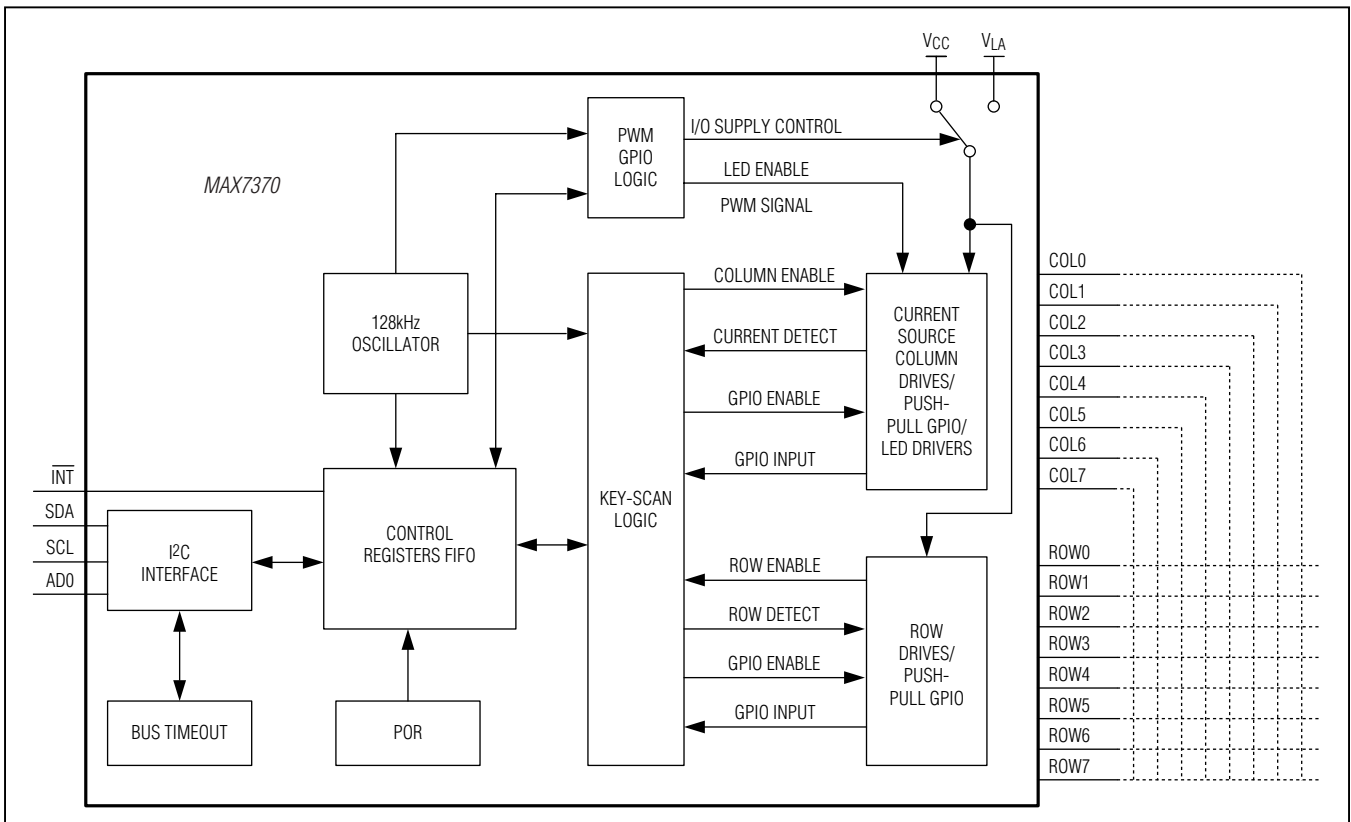 VCC
VLA
MAX7370
PWM
GPIO
LOGIC
I/O SUPPLY CONTROL
LED ENABLE
PWM SIGNAL
128kHz
OSCILLATOR
COLUMN ENABLE
CURRENT DETECT
GPIO ENABLE
GPIO INPUT
CURRENT
SOURCE
COLUMN
DRIVES/
PUSH-
PULL GPIO/
LED DRIVERS
COL0
COL1
COL2
COL3
COL4
COL5
COL6
COL7
INT
SDA
SCL
AD0
I2C
INTERFACE
CONTROL
REGISTERS FIFO
KEY-SCAN
LOGIC
ROW ENABLE
ROW DETECT
GPIO ENABLE
GPIO INPUT
ROW
DRIVES/
PUSH-
PULL GPIO
ROW0
ROW1
ROW2
ROW3
ROW4
ROW5
ROW6
ROW7
BUS TIMEOUT
POR